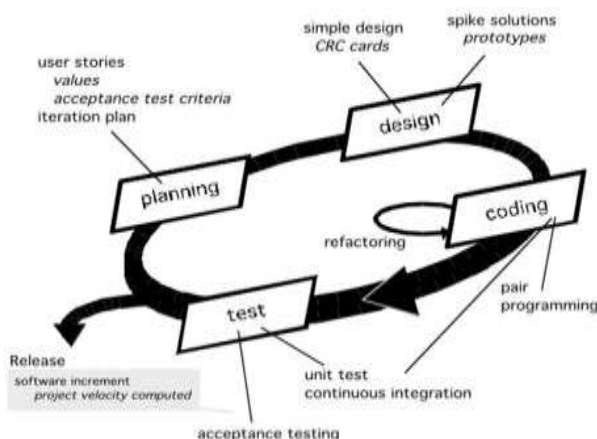 simple design
CRC cards
spike solutions
prototypes
user stories
values
acceptance test criteria
iteration plan
design
planning
coding
refactoring
pair
programming
test
Release
software increment
project velocity computed
unit test
continuous integration
acceptance testing